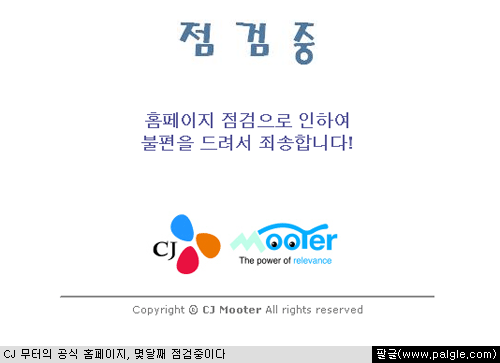 점검중
홈페이지 점검으로 인하여
불편을 드려서 죄송합니다!
CJ
Mooter
The power of relevance
Copyright © CJ Mooter All rights reserved
CJ 무터의 공식 홈페이지, 몇달째 점검중이다
팔글(www.palgle.com)